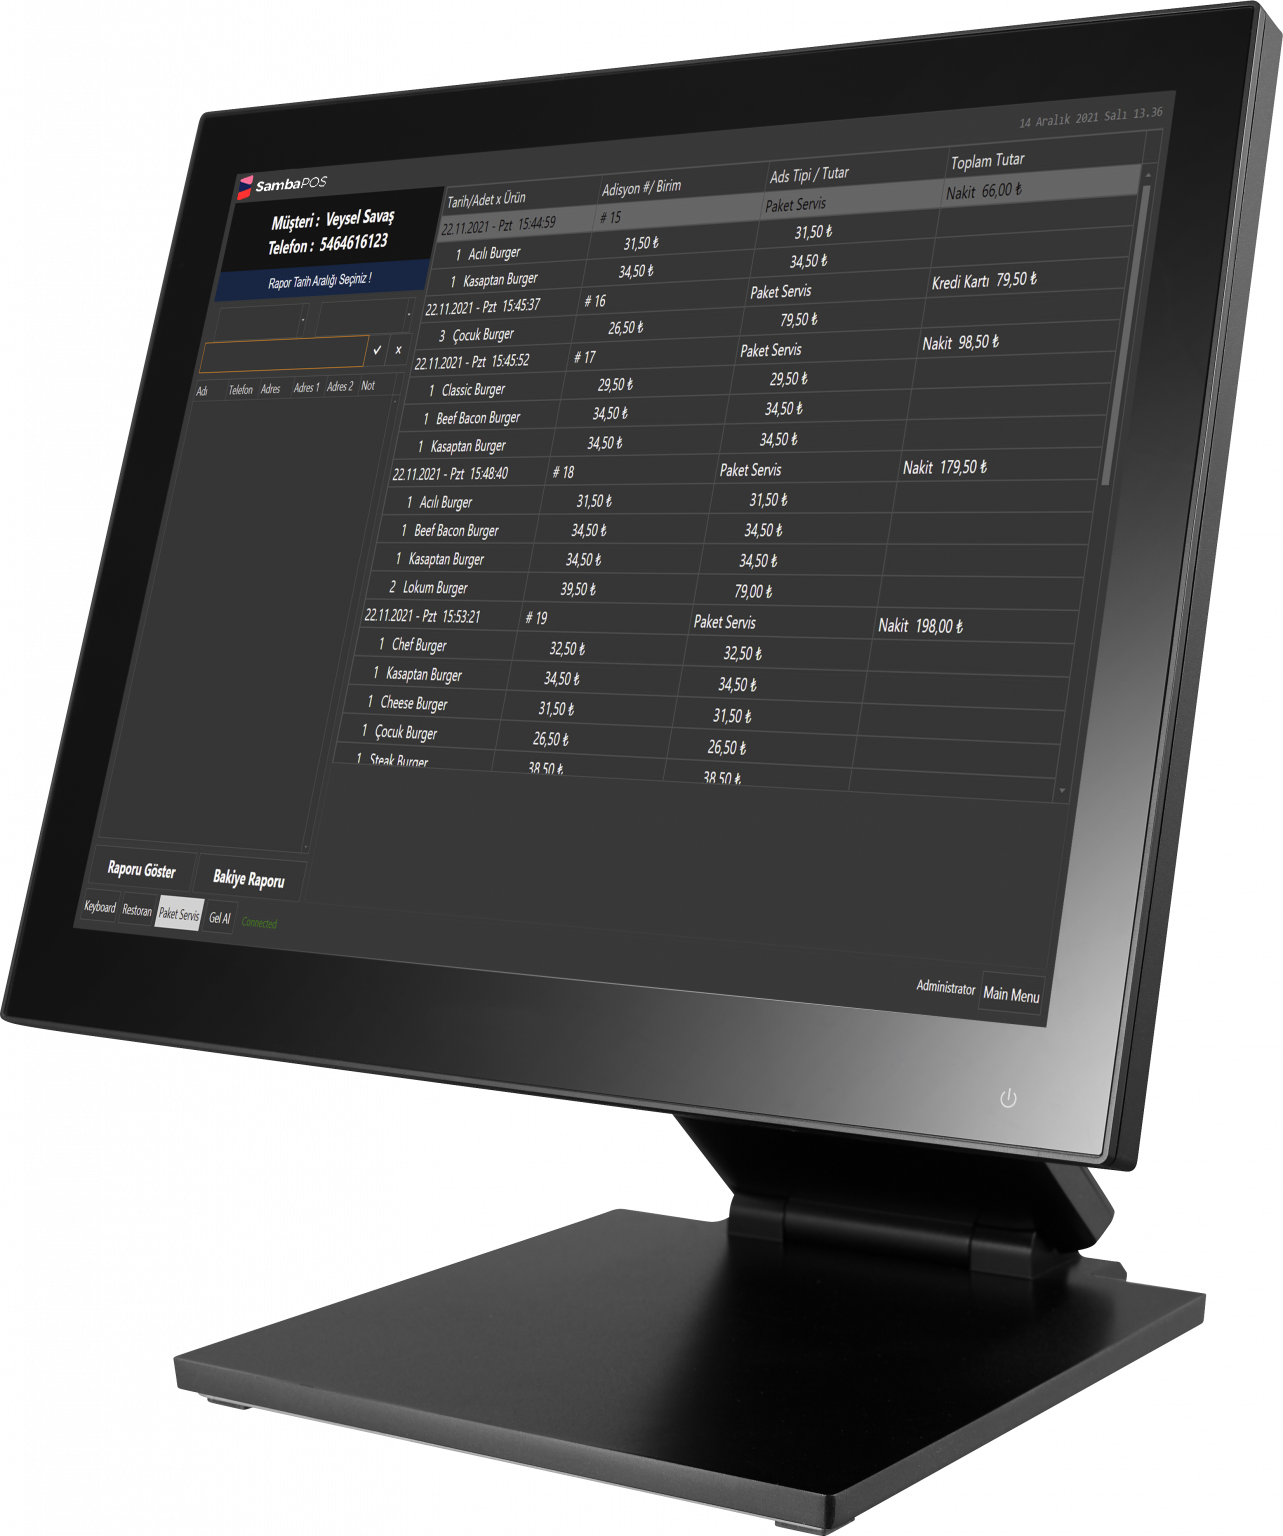 14 Aralık 2021 Salı 13.36
SambaPOS
Müşteri : Veysel Savaş
Telefon : 5464616123
Rapor Tarih Aralığı Seçiniz !
Adı Telefon Adres Adres 1 Adres 2 Not
Tarih/Adet x Ürün Adisyon #/ Birim Ads Tipi / Tutar Toplam Tutar
22.11.2021 - Pzt 15:44:59 # 15 Paket Servis Nakit 66,00 ₺
1 Acılı Burger 31,50 ₺ 31,50 ₺
1 Kasaptan Burger 34,50 ₺ 34,50 ₺
22.11.2021 - Pzt 15:45:37 # 16 Paket Servis Kredi Kartı 79,50 ₺
3 Çocuk Burger 26,50 ₺ 79,50 ₺
22.11.2021 - Pzt 15:45:52 # 17 Paket Servis Nakit 98,50 ₺
1 Classic Burger 29,50 ₺ 29,50 ₺
1 Beef Bacon Burger 34,50 ₺ 34,50 ₺
1 Kasaptan Burger 34,50 ₺ 34,50 ₺
22.11.2021 - Pzt 15:48:40 # 18 Paket Servis Nakit 179,50 ₺
1 Acılı Burger 31,50 ₺ 31,50 ₺
1 Beef Bacon Burger 34,50 ₺ 34,50 ₺
1 Kasaptan Burger 34,50 ₺ 34,50 ₺
2 Lokum Burger 39,50 ₺ 79,00 ₺
22.11.2021 - Pzt 15:53:21 # 19 Paket Servis Nakit 198,00 ₺
1 Chef Burger 32,50 ₺ 32,50 ₺
1 Kasaptan Burger 34,50 ₺ 34,50 ₺
1 Cheese Burger 31,50 ₺ 31,50 ₺
1 Çocuk Burger 26,50 ₺ 26,50 ₺
1 Steak Burger 38,50 ₺ 38,50 ₺
Raporu Göster Bakiye Raporu
Keyboard Restoran Paket Servis Gel Al Connected
Administrator Main Menu